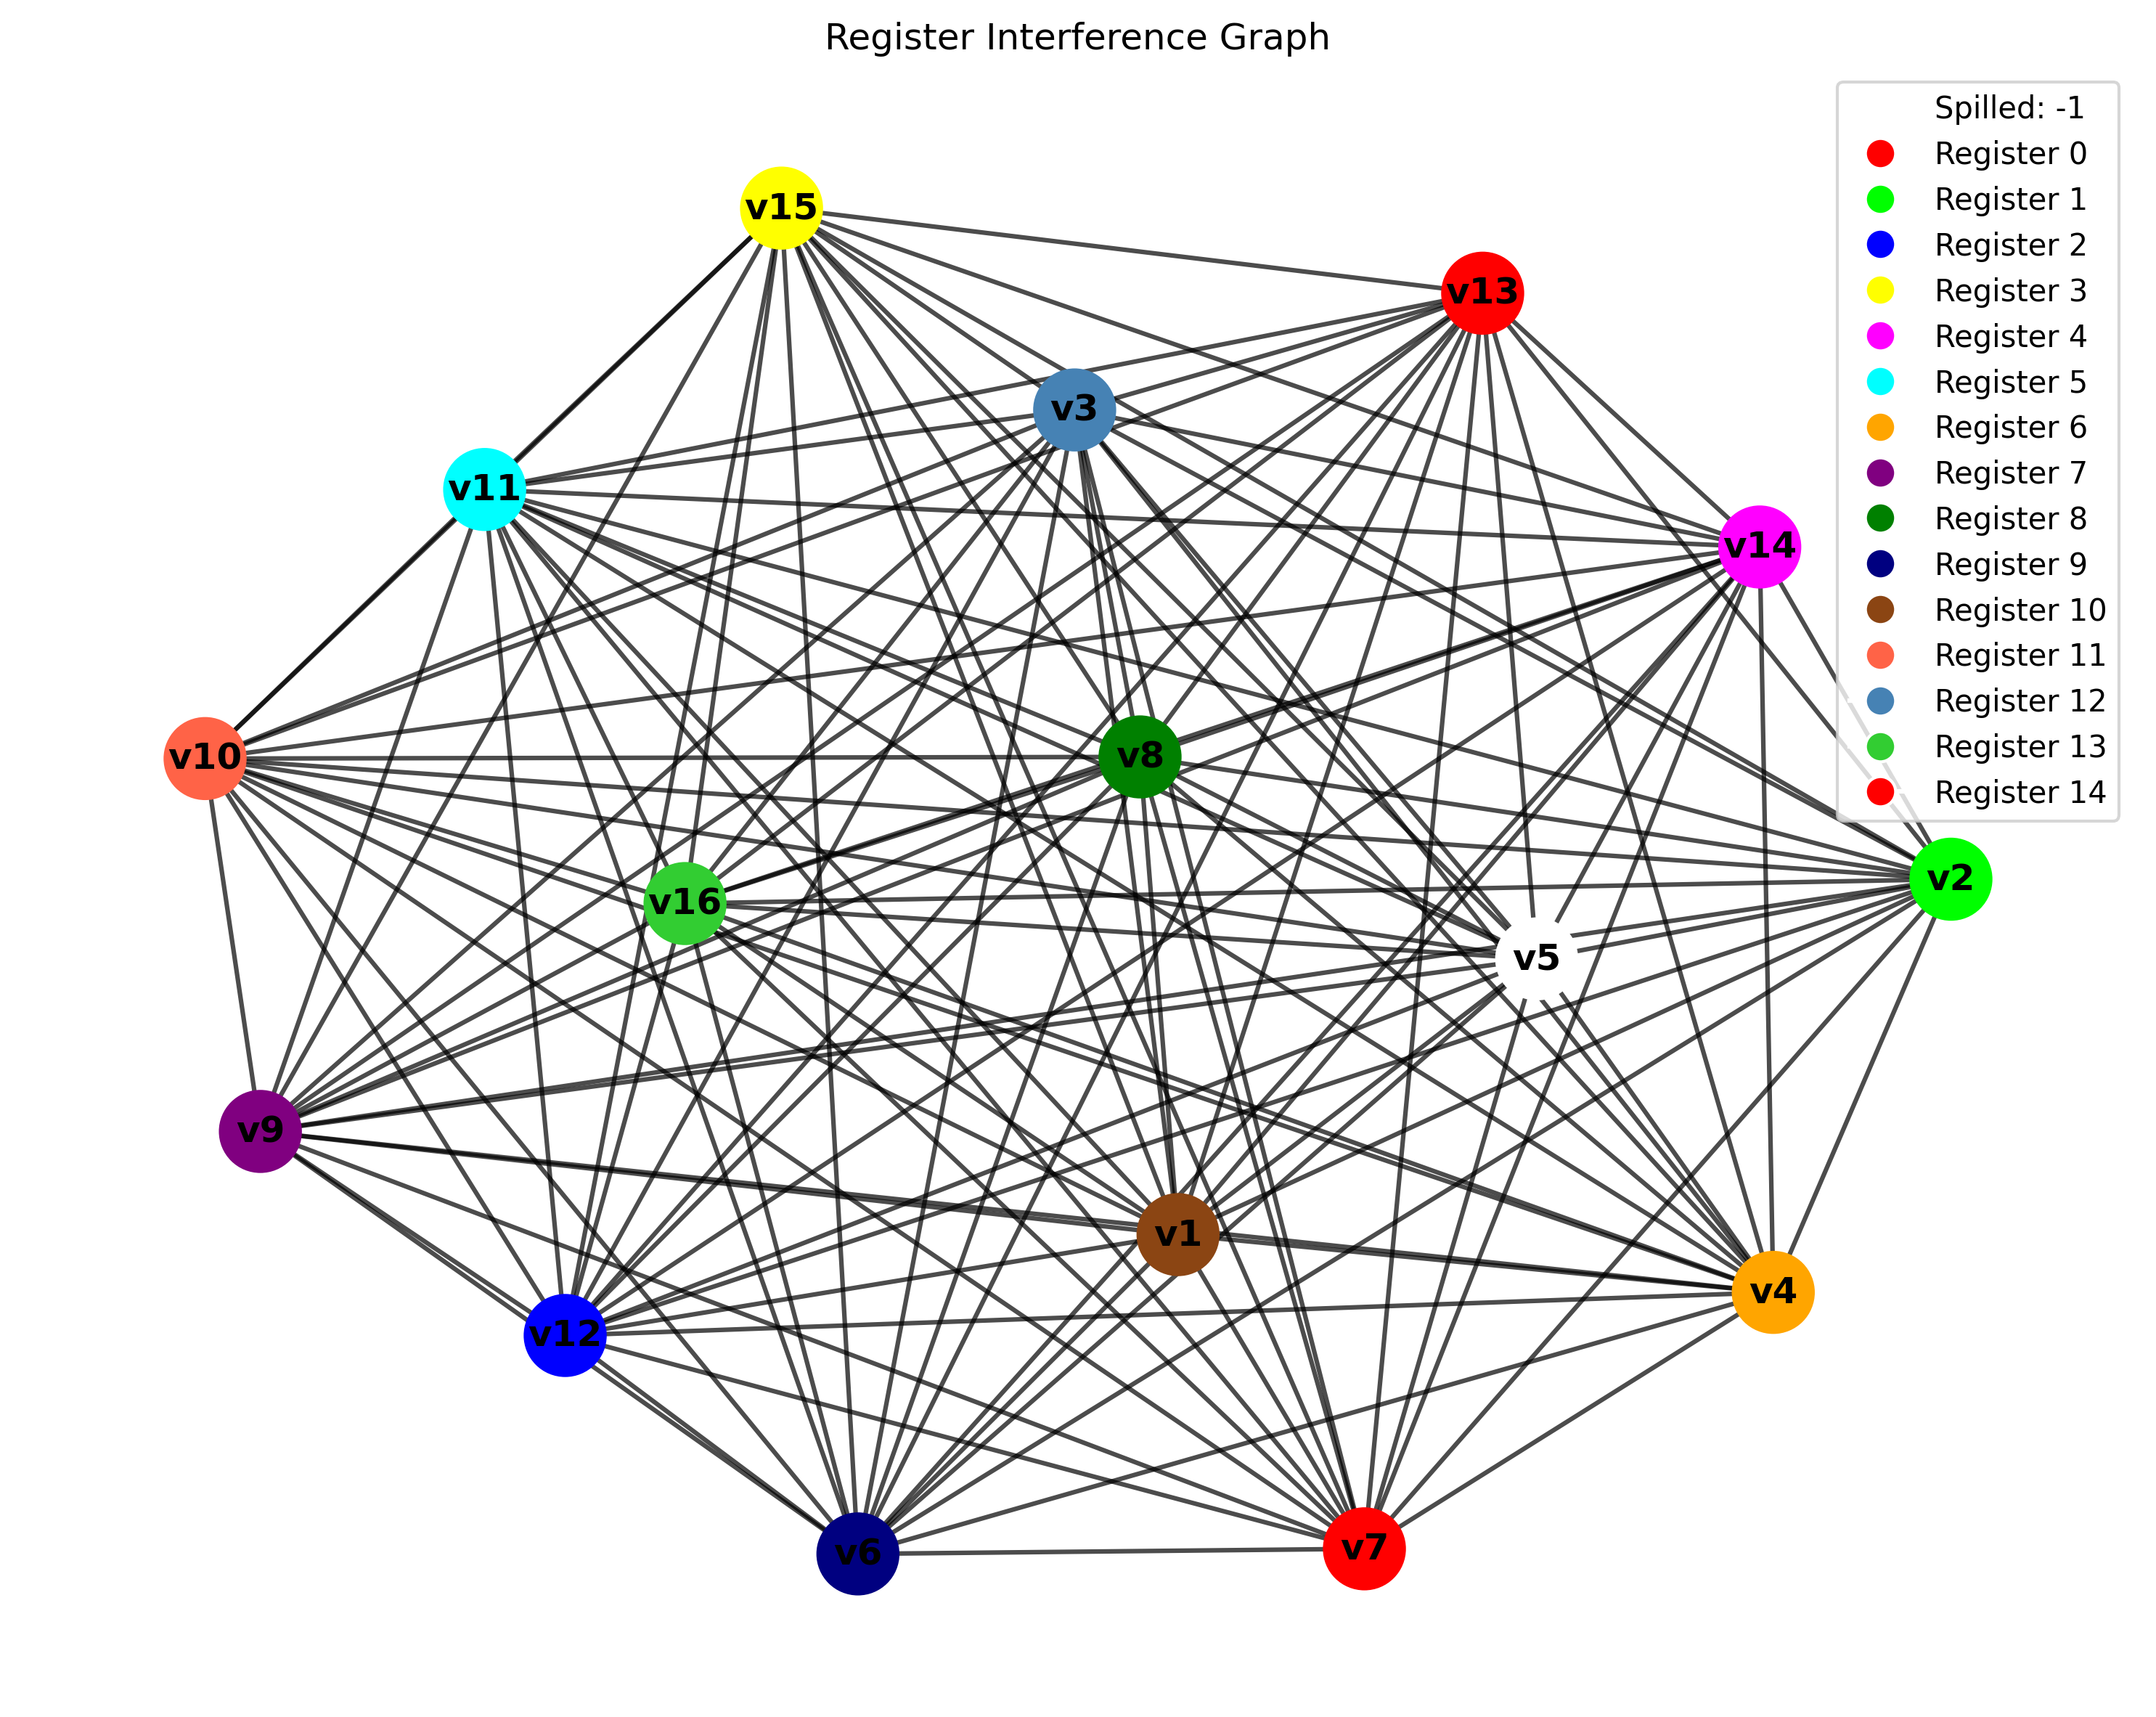 Register Interference Graph
Spilled: -1
Register 0
Register 1
Register 2
Register 3
Register 4
Register 5
Register 6
Register 7
Register 8
Register 9
Register 10
Register 11
Register 12
Register 13
Register 14
v15
v13
v3
v11
v14
v8
v10
v2
v16
v5
v9
v1
v4
v12
v7
v6